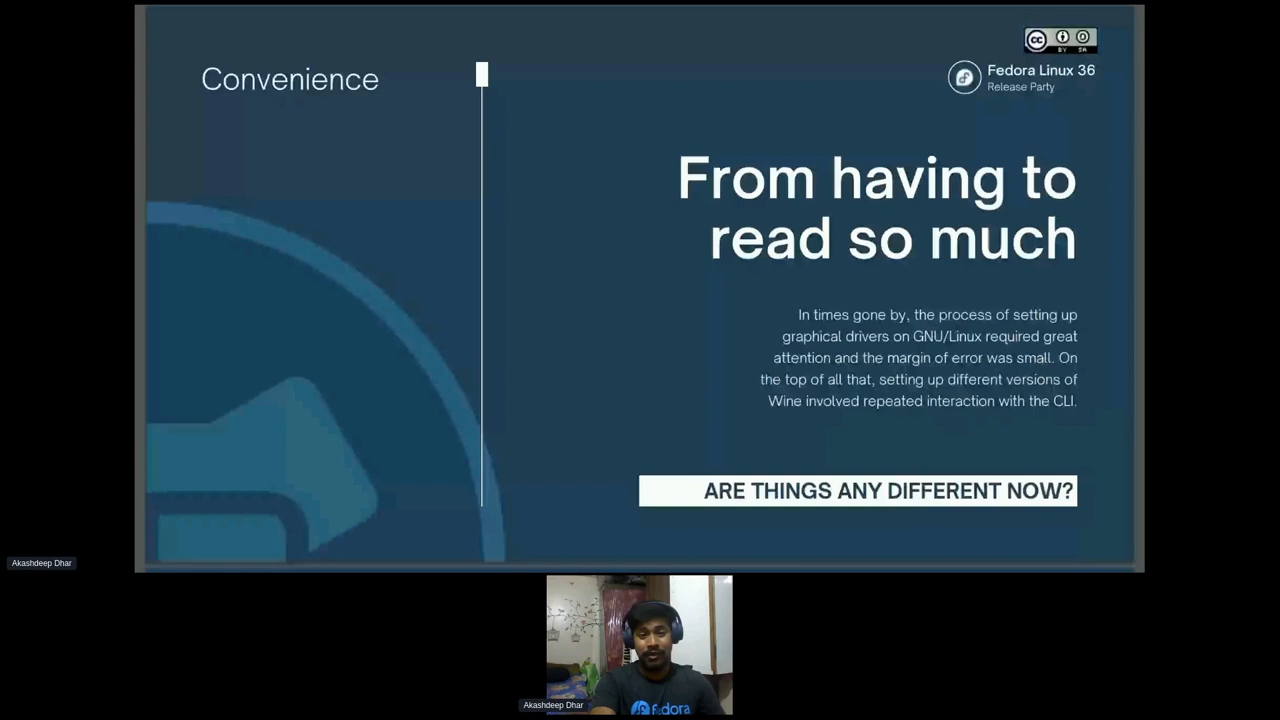 Convenience
cc
BY SA
Fedora Linux 36
Release Party
From having to
read so much
In times gone by, the process of setting up
graphical drivers on GNU/Linux required great
attention and the margin of error was small. On
the top of all that, setting up different versions of
Wine involved repeated interaction with the CLI.
ARE THINGS ANY DIFFERENT NOW?
Akashdeep Dhar
Akashdeep Dhar
fedora